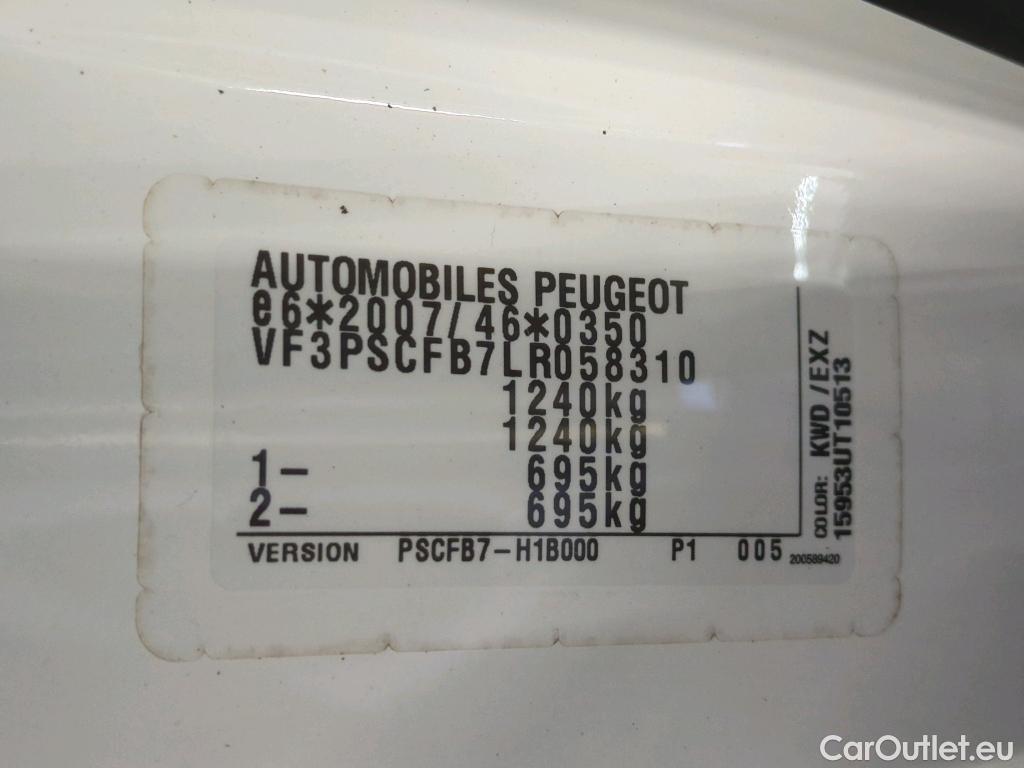 AUTOMOBILES PEUGEOT
e6*2007/46*0350
VF3PSCFB7LR058310
1240kg
1240kg
1- 695kg
2- 695kg
VERSION PSCFB7-H1B000 P1 005 200589420
COLOR: KWD/EXZ
15953UT10513
CarOutlet.eu